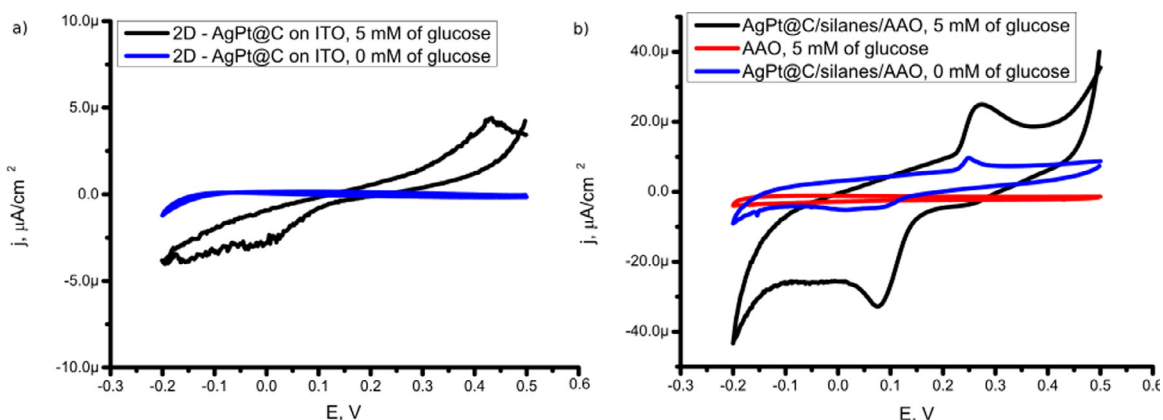 a)
10.0µ
5.0µ
0.0
-5.0µ
-10.0µ
j, µA/cm 2
2D - AgPt@C on ITO, 5 mM of glucose
2D - AgPt@C on ITO, 0 mM of glucose
-0.3 -0.2 -0.1 0.0 0.1 0.2 0.3 0.4 0.5 0.6
E, V
b)
40.0µ
20.0µ
0.0
-20.0µ
-40.0µ
j, µA/cm 2
AgPt@C/silanes/AAO, 5 mM of glucose
AAO, 5 mM of glucose
AgPt@C/silanes/AAO, 0 mM of glucose
-0.3 -0.2 -0.1 0.0 0.1 0.2 0.3 0.4 0.5 0.6
E, V